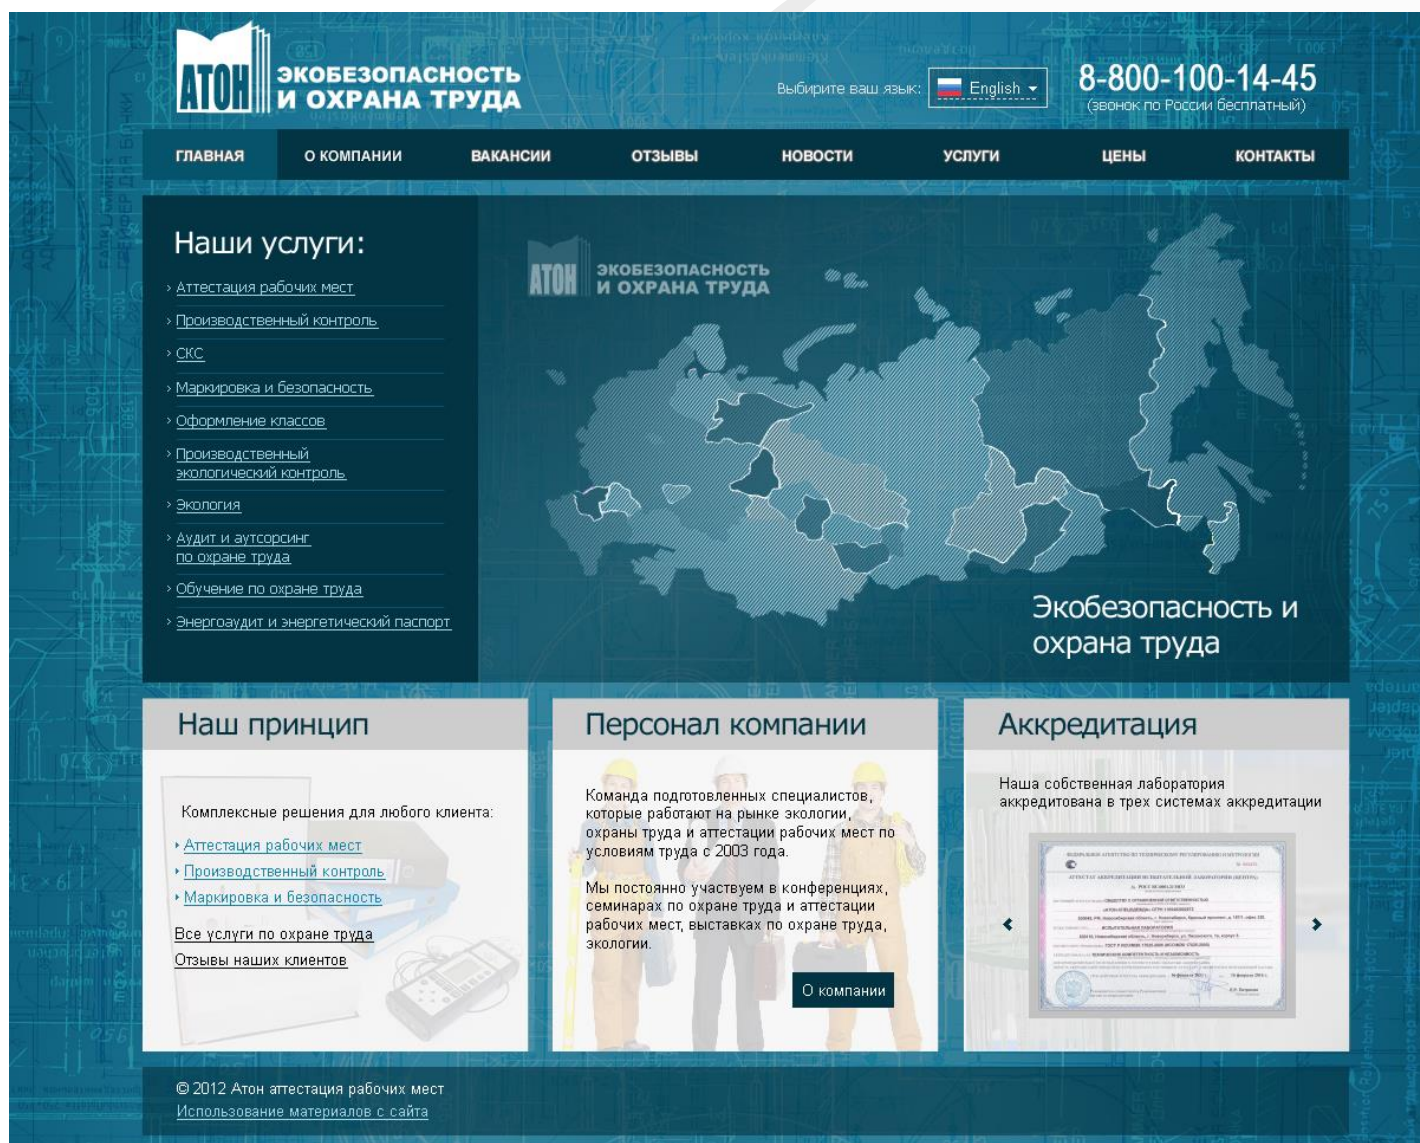 АТОН
ЭКОБЕЗОПАСНОСТЬ
И ОХРАНА ТРУДА
Выбирите ваш язык:
English
8-800-100-14-45
(звонок по России бесплатный)
ГЛАВНАЯ
О КОМПАНИИ
ВАКАНСИИ
ОТЗЫВЫ
НОВОСТИ
УСЛУГИ
ЦЕНЫ
КОНТАКТЫ
Наши услуги:
Аттестация рабочих мест
Производственный контроль
СКС
Маркировка и безопасность
Оформление классов
Производственный
экологический контроль
Экология
Аудит и аутсорсинг
по охране труда
Обучение по охране труда
Энергоаудит и энергетический паспорт
АТОН
ЭКОБЕЗОПАСНОСТЬ
И ОХРАНА ТРУДА
Экобезопасность и
охрана труда
Наш принцип
Комплексные решения для любого клиента:
Аттестация рабочих мест
Производственный контроль
Маркировка и безопасность
Все услуги по охране труда
Отзывы наших клиентов
Персонал компании
Команда подготовленных специалистов,
которые работают на рынке экологии,
охраны труда и аттестации рабочих мест по
условиям труда с 2003 года.
Мы постоянно участвуем в конференциях,
семинарах по охране труда и аттестации
рабочих мест, выставках по охране труда,
экологии.
О компании
Аккредитация
Наша собственная лаборатория
аккредитована в трех системах аккредитации
© 2012 Атон аттестация рабочих мест
Использование материалов с сайта